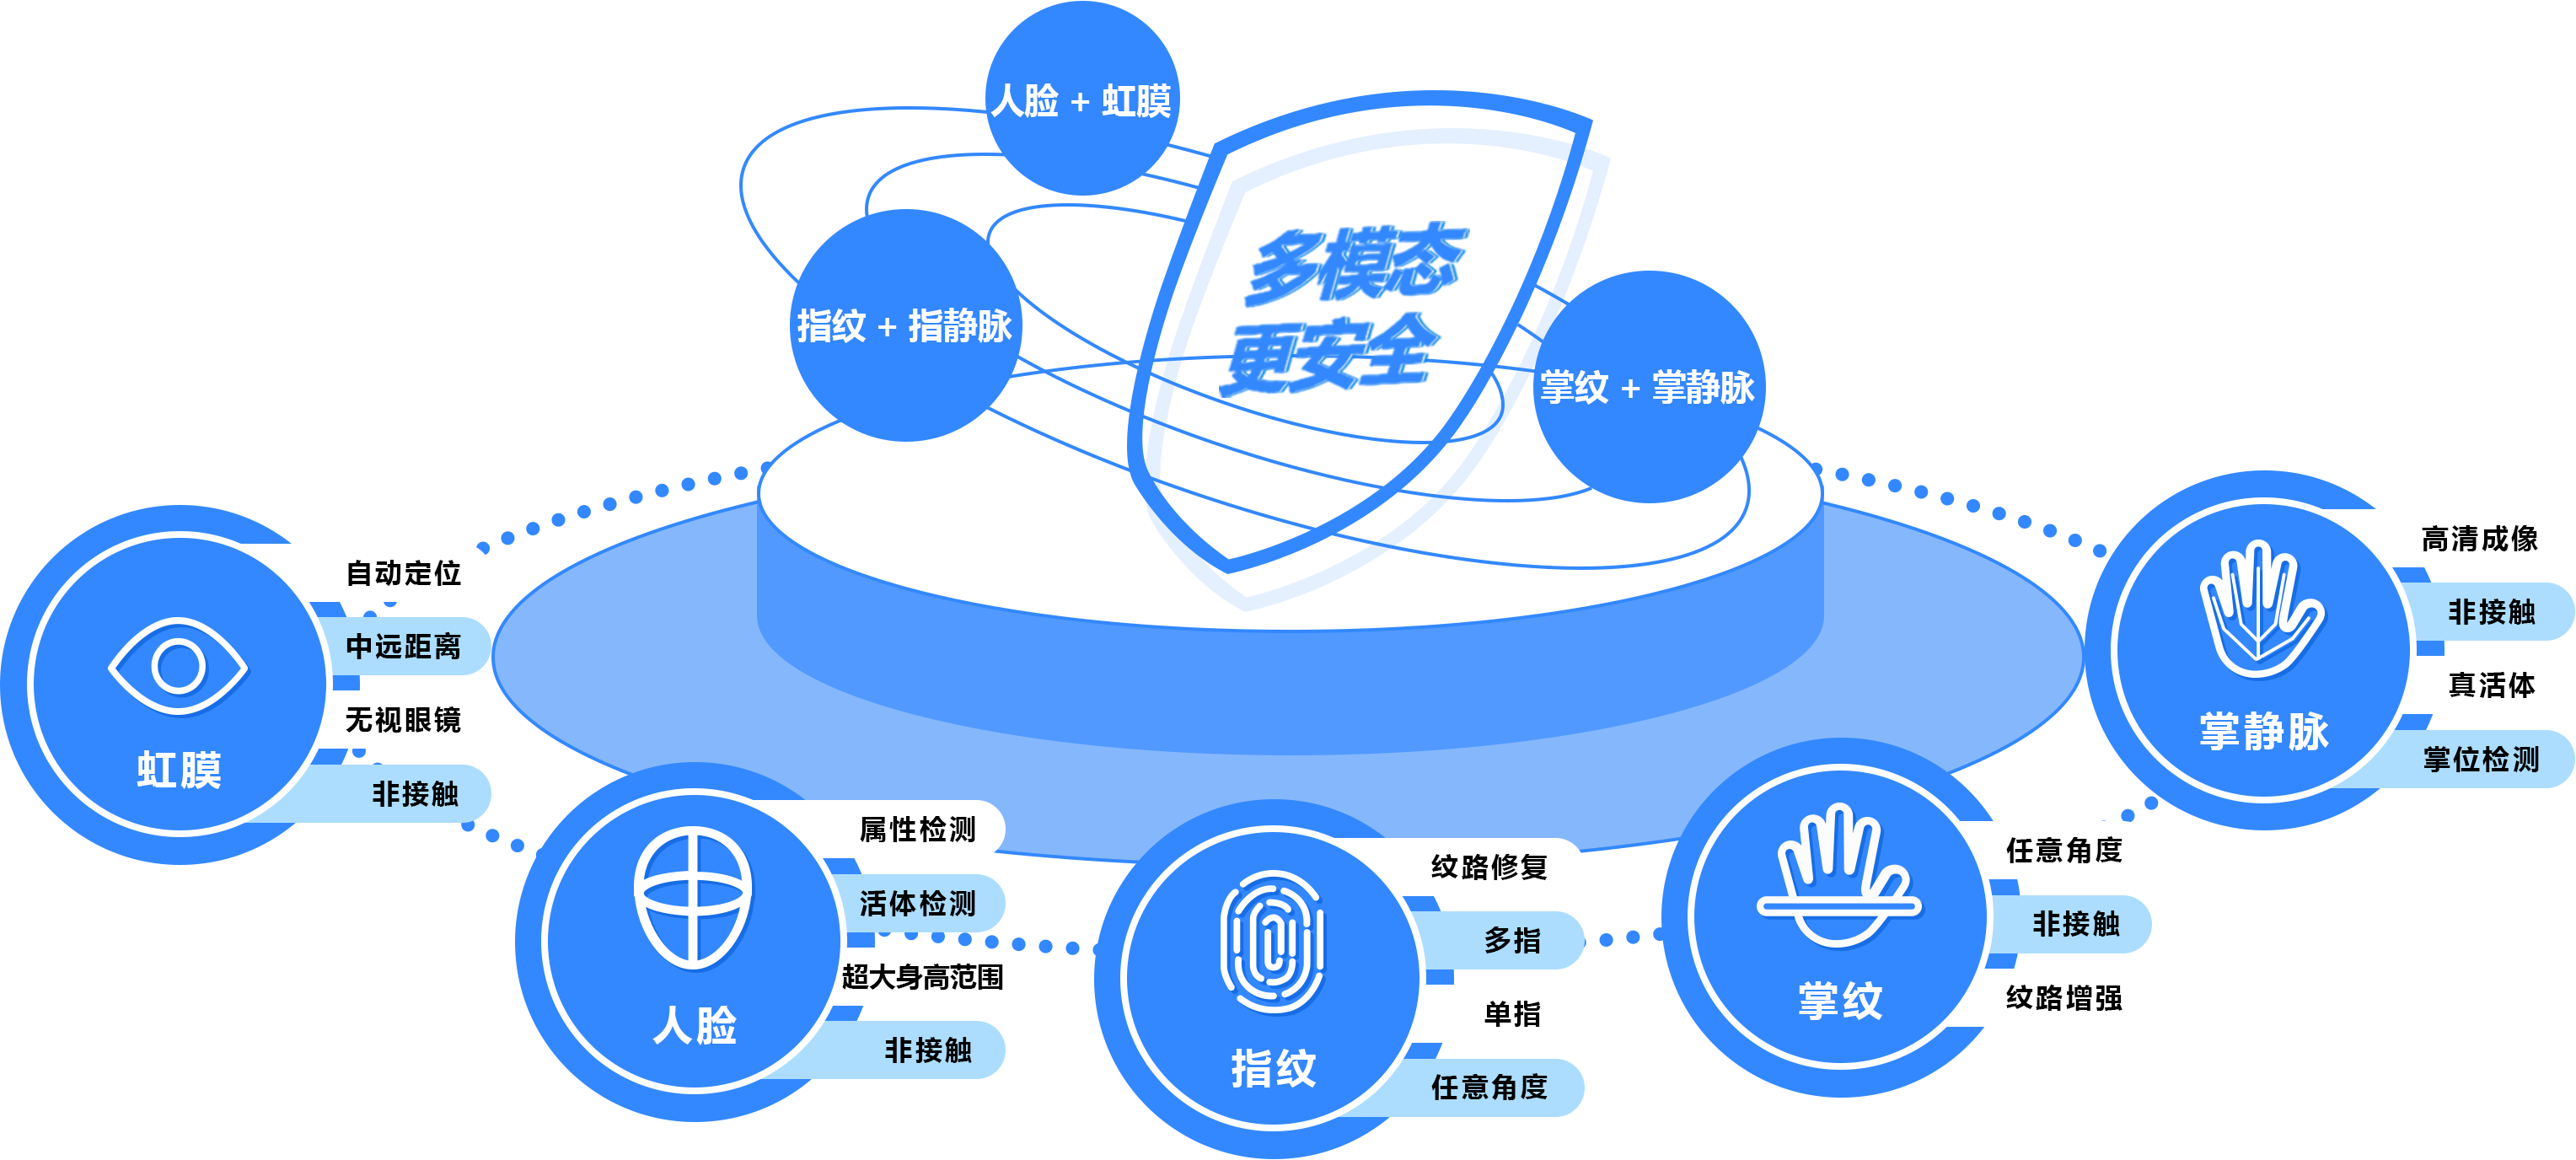 人脸 + 虹膜
多模态
更安全
指纹 + 指静脉
掌纹 + 掌静脉
自动定位
中远距离
无视眼镜
非接触
虹膜
属性检测
活体检测
超大身高范围
非接触
人脸
纹路修复
多指
单指
任意角度
指纹
任意角度
非接触
纹路增强
掌纹
高清成像
非接触
真活体
掌位检测
掌静脉